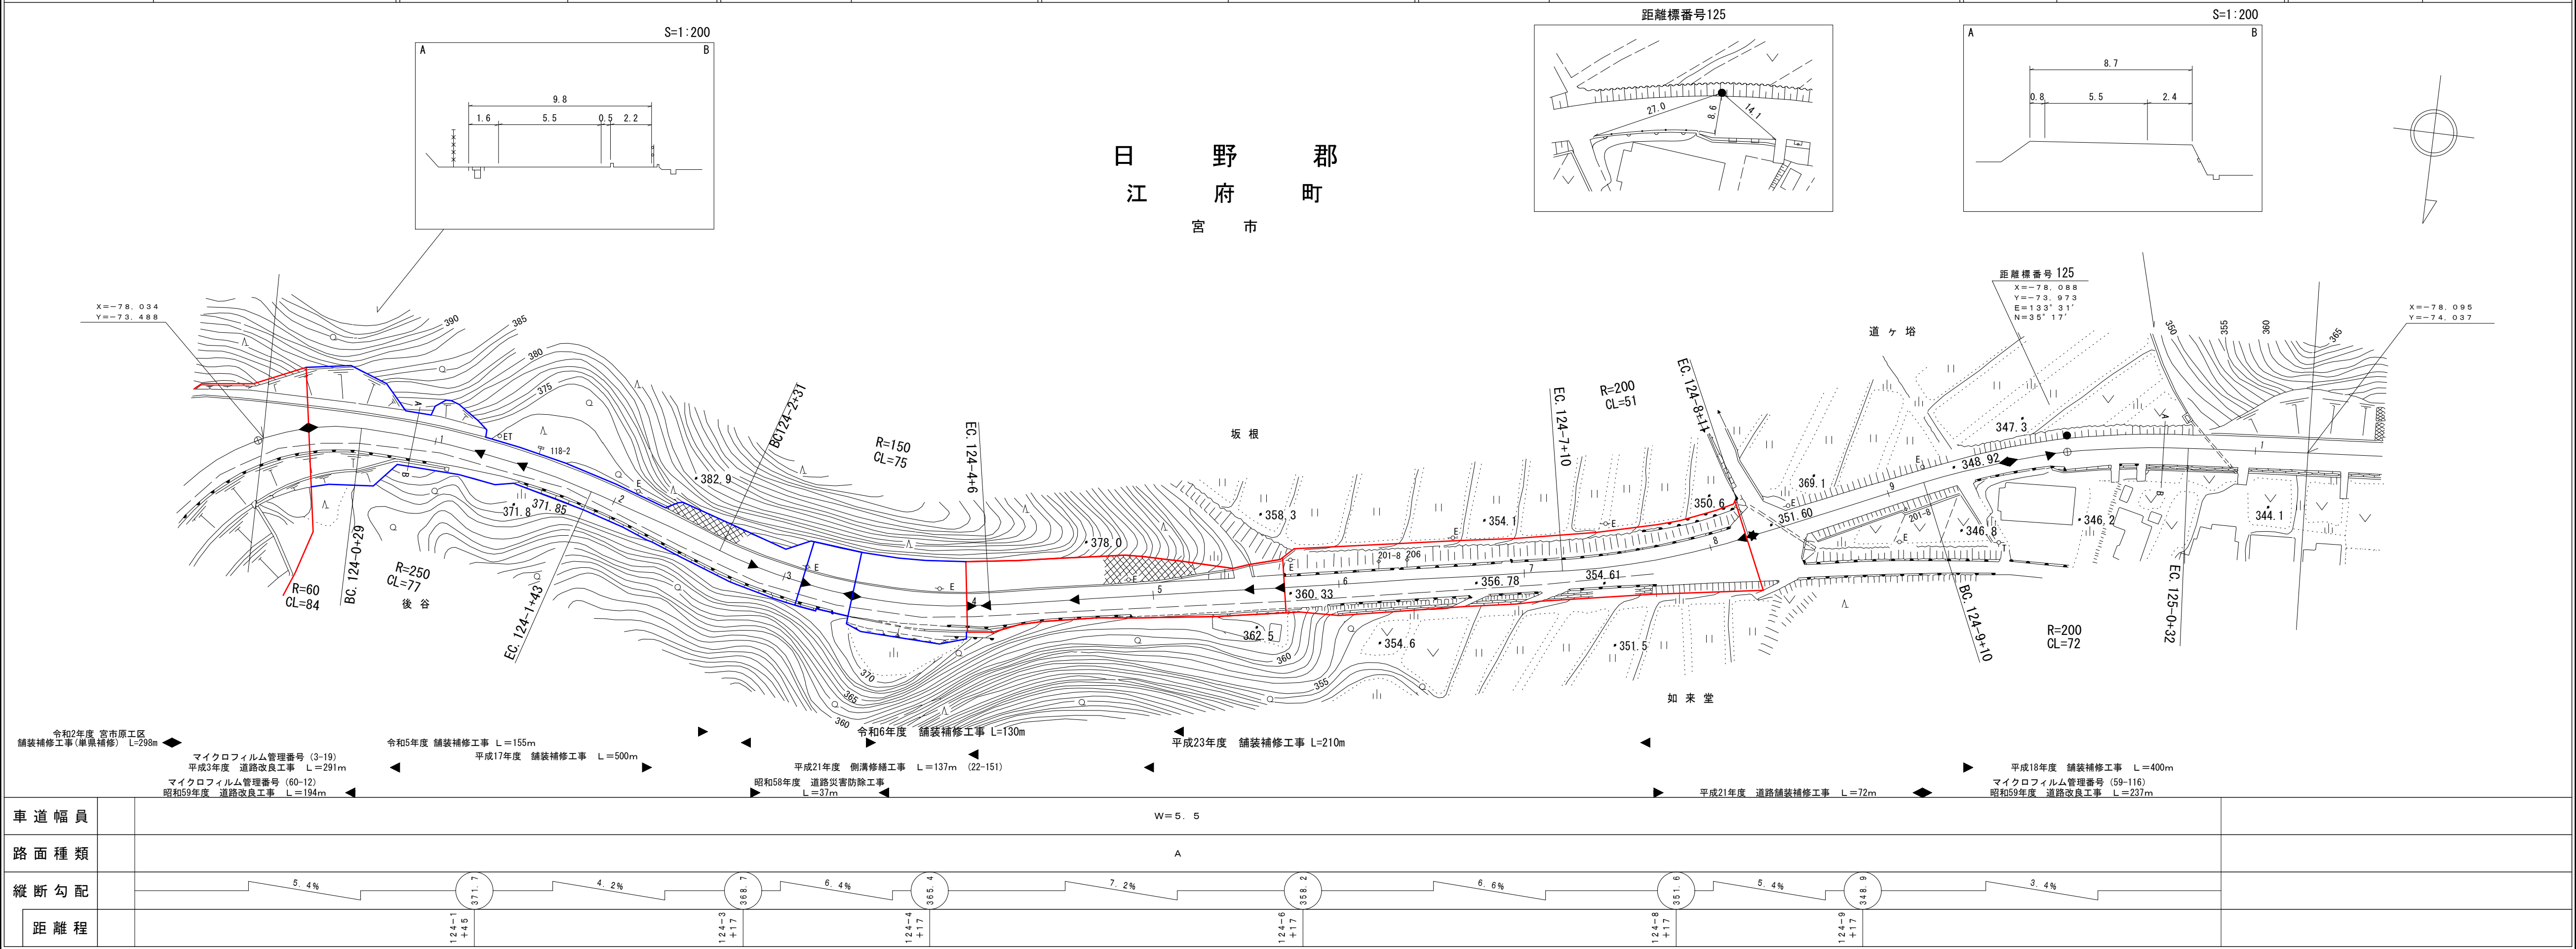 S=1:200
A
B
9.8
1.6
5.5
0.5
2.2
日野郡
江府町
宮市
距離標番号125
27.0
8.6
14.1
S=1:200
A
B
8.7
0.8
5.5
2.4
X=-78,034
Y=-73,488
距離標番号 125
X=-78,088
Y=-73,973
E=133°31′
N=35°17′
X=-78,095
Y=-74,037
390
385
380
375
350
355
360
365
道ヶ塔
坂根
R=200
CL=51
EC.124-8+11
EC.124-7+10
BC124-2+31
R=150
CL=75
EC.124-4+6
A
B
1
ET
118-2
E
2
382.9
371.8
371.85
378.0
358.3
354.1
E
E
350.6
369.1
E
351.60
E
347.3
348.92
9
201-8
346.8
E
T
346.2
344.1
A
B
1
3
E
E
4
E
5
E
6
201-8
206
7
8
360.33
356.78
354.61
362.5
354.6
351.5
370
365
360
360
355
R=60
CL=84
BC.124-0+29
R=250
CL=77
後谷
EC.124-1+43
BC.124-9+10
R=200
CL=72
EC.125-0+32
如来堂
令和2年度 宮市原工区
舗装補修工事(単県補修) L=298m
令和5年度 舗装補修工事 L=155m
令和6年度 舗装補修工事 L=130m
平成23年度 舗装補修工事 L=210m
マイクロフィルム管理番号 (3-19)
平成3年度 道路改良工事 L=291m
平成17年度 舗装補修工事 L=500m
平成21年度 側溝修繕工事 L=137m (22-151)
平成18年度 舗装補修工事 L=400m
マイクロフィルム管理番号 (60-12)
昭和59年度 道路改良工事 L=194m
昭和58年度 道路災害防除工事
L=37m
平成21年度 道路舗装補修工事 L=72m
マイクロフィルム管理番号 (59-116)
昭和59年度 道路改良工事 L=237m
車道幅員
W=5.5
路面種類
A
縦断勾配
5.4%
371.7
4.2%
368.7
6.4%
365.4
7.2%
358.2
6.6%
351.6
5.4%
348.9
3.4%
距離程
124-1
+45
124-3
+17
124-4
+17
124-6
+17
124-8
+17
124-9
+17